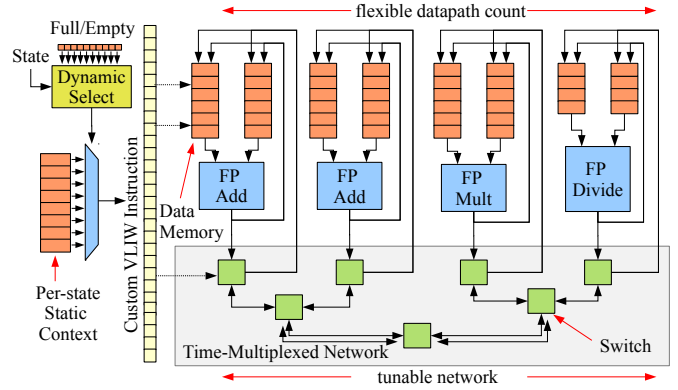 flexible datapath count
Full/Empty
State
Dynamic
Select
Custom VLIW Instruction
FP
Add
FP
Add
FP
Mult
FP
Divide
Data
Memory
Per-state
Static
Context
Time-Multiplexed Network
Switch
tunable network